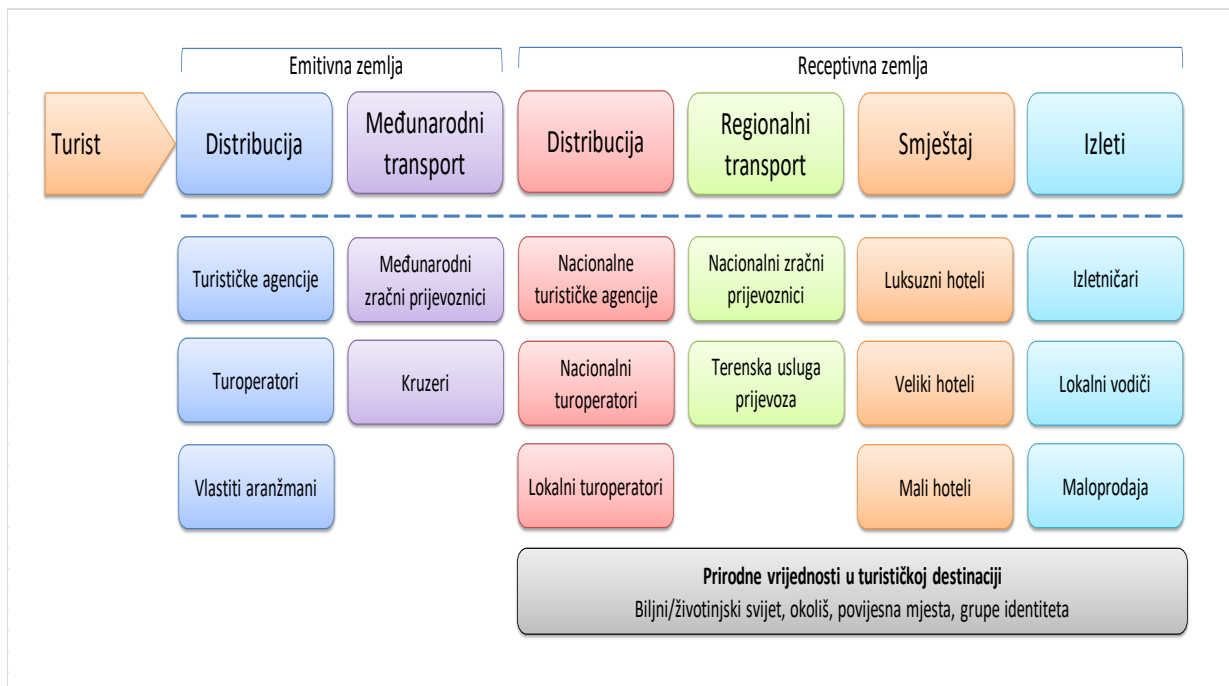 Emitivna zemlja
Receptivna zemlja
Turist
Distribucija
Međunarodni
transport
Distribucija
Regionalni
transport
Smještaj
Izleti
Turističke agencije
Međunarodni
zračni prijevoznici
Nacionalne
turističke agencije
Nacionalni zračni
prijevoznici
Luksuzni hoteli
Izletničari
Turoperatori
Kruzeri
Nacionalni
turoperatori
Terenska usluga
prijevoza
Veliki hoteli
Lokalni vodiči
Vlastiti aranžmani
Lokalni turoperatori
Mali hoteli
Maloprodaja
Prirodne vrijednosti u turističkoj destinaciji
Biljni/životinjski svijet, okoliš, povijesna mjesta, grupe identiteta